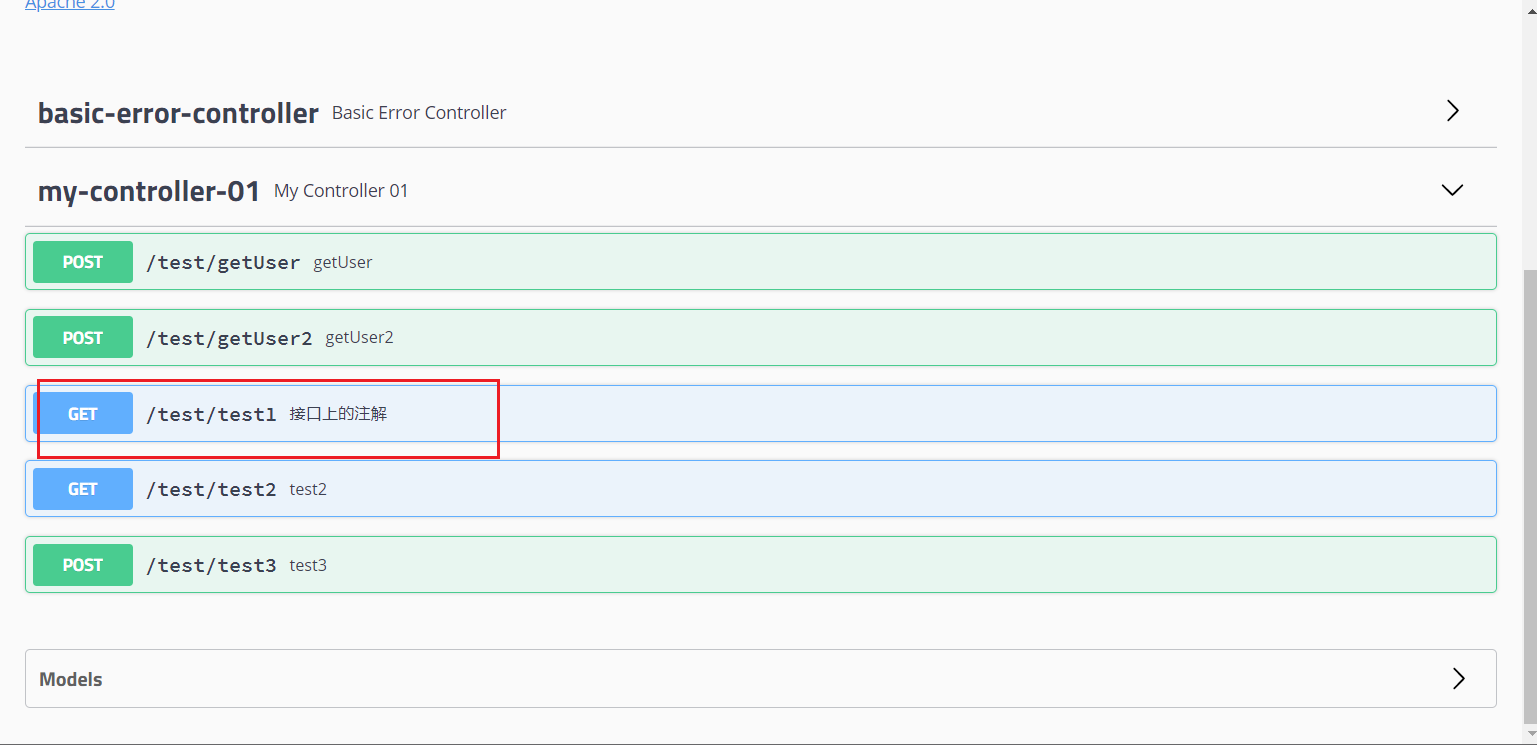 Apache 2.0
basic-error-controller Basic Error Controller
my-controller-01 My Controller 01
POST /test/getUser getUser
POST /test/getUser2 getUser2
GET /test/test1 接口上的注解
GET /test/test2 test2
POST /test/test3 test3
Models